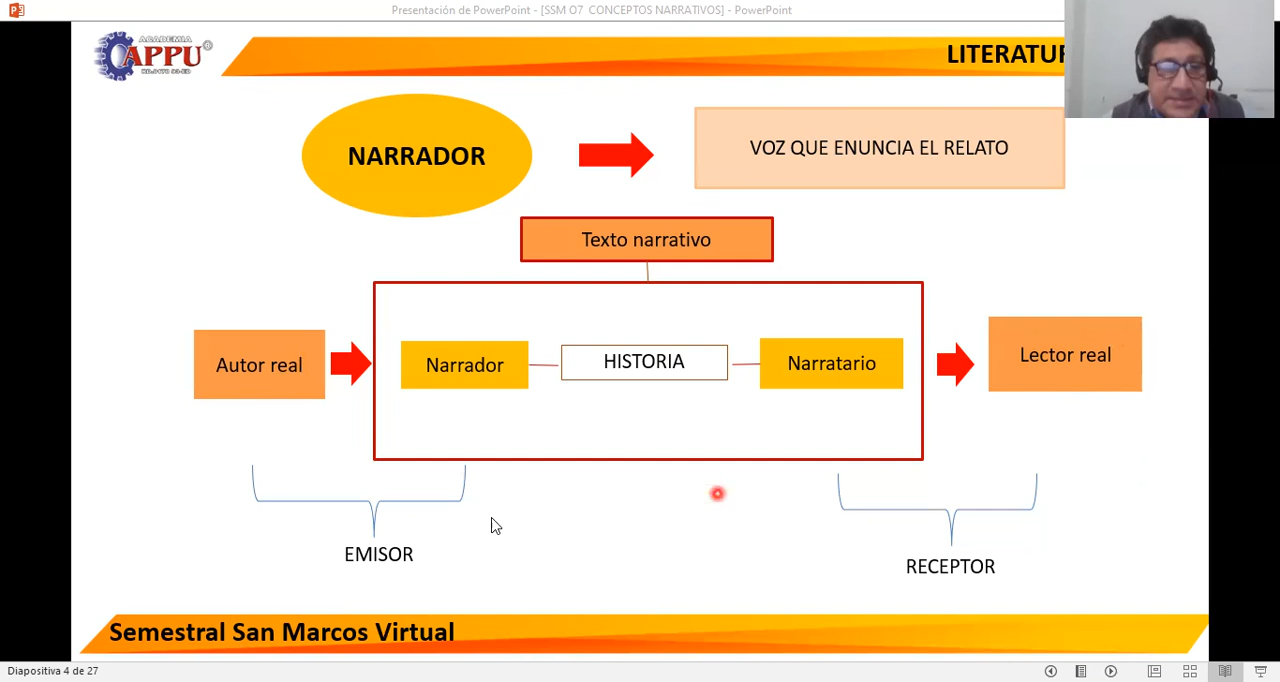 Presentación de PowerPoint - [SSM 07 CONCEPTOS NARRATIVOS] - PowerPoint
ACADEMIA
APPU
LITERATUR
NARRADOR
VOZ QUE ENUNCIA EL RELATO
Texto narrativo
Autor real
Narrador
HISTORIA
Narratario
Lector real
EMISOR
RECEPTOR
Semestral San Marcos Virtual
Diapositiva 4 de 27